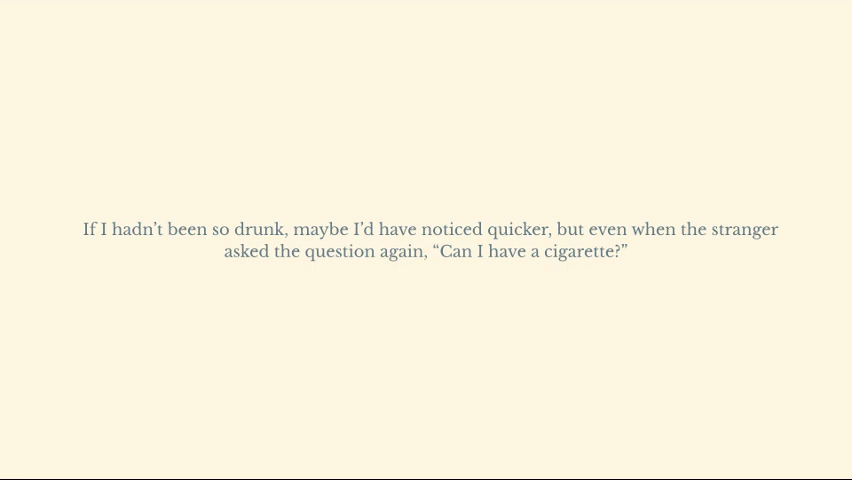 If I hadn’t been so drunk, maybe I’d have noticed quicker, but even when the stranger
asked the question again, “Can I have a cigarette?”